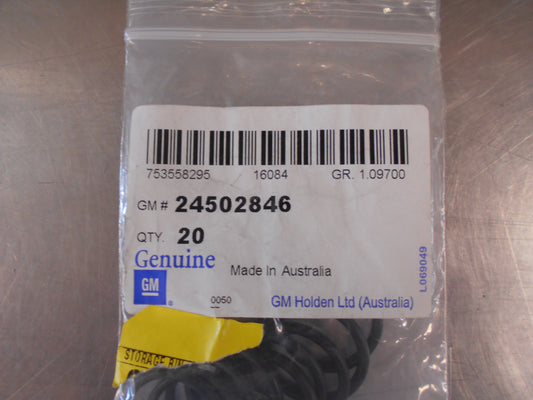 753558295 16084 GR. 1.09700
GM # 24502846
QTY. 20
Genuine
Made In Australia
GM
0050
GM Holden Ltd (Australia)
L069049
STORAGE BIN